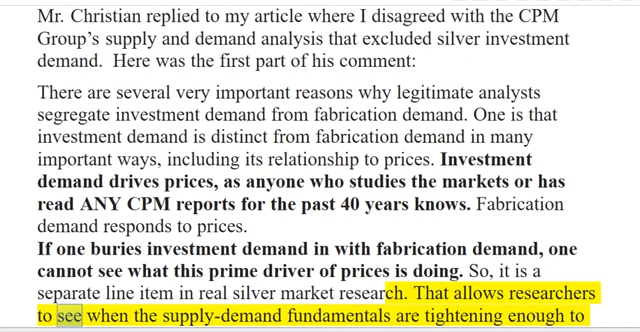 Mr. Christian replied to my article where I disagreed with the CPM
Group’s supply and demand analysis that excluded silver investment
demand.  Here was the first part of his comment:
There are several very important reasons why legitimate analysts
segregate investment demand from fabrication demand. One is that
investment demand is distinct from fabrication demand in many
important ways, including its relationship to prices. Investment
demand drives prices, as anyone who studies the markets or has
read ANY CPM reports for the past 40 years knows. Fabrication
demand responds to prices.
If one buries investment demand in with fabrication demand, one
cannot see what this prime driver of prices is doing. So, it is a
separate line item in real silver market research. That allows researchers
to see when the supply-demand fundamentals are tightening enough to